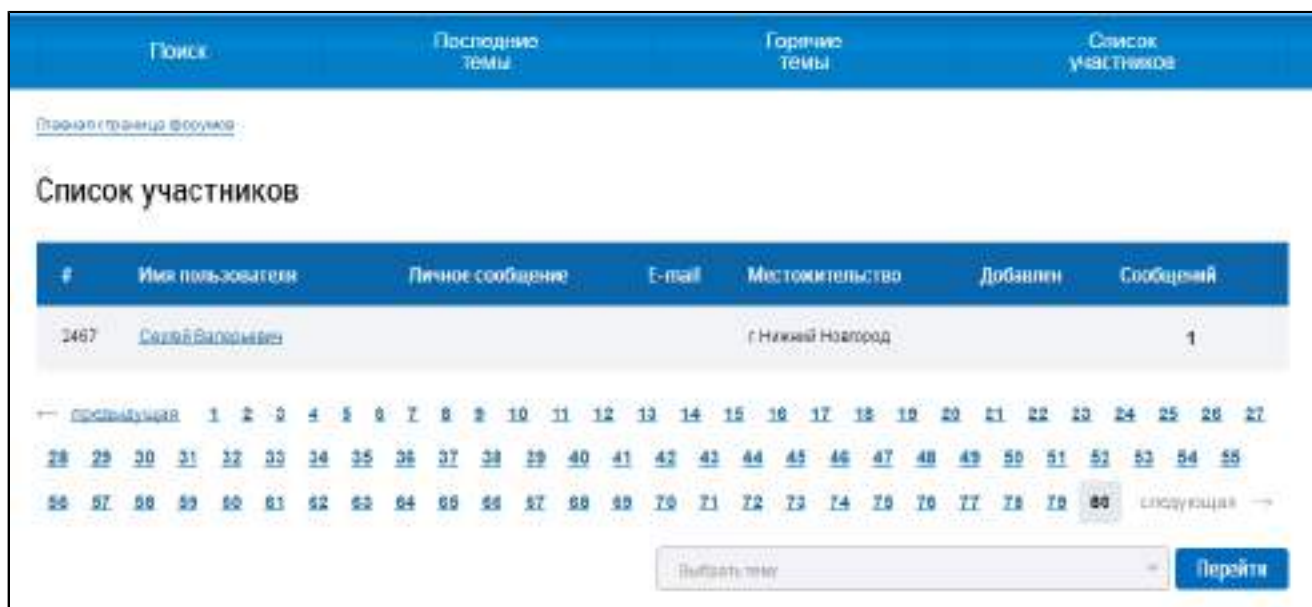 Поиск
Последние
темы
Горячие
темы
Список
участников
Главная страница форумов
Список участников
# Имя пользователя Личное сообщение E-mail Местожительство Добавлен Сообщений
2467 Сергей Валерьевич г.Нижний Новгород 1
← предыдущая 1 2 3 4 5 6 7 8 9 10 11 12 13 14 15 16 17 18 19 20 21 22 23 24 25 26 27
28 29 30 31 32 33 34 35 36 37 38 39 40 41 42 43 44 45 46 47 48 49 50 51 52 53 54 55
56 57 58 59 60 61 62 63 64 65 66 67 68 69 70 71 72 73 74 75 76 77 78 79 80 следующая →
Выбрать тему Перейти